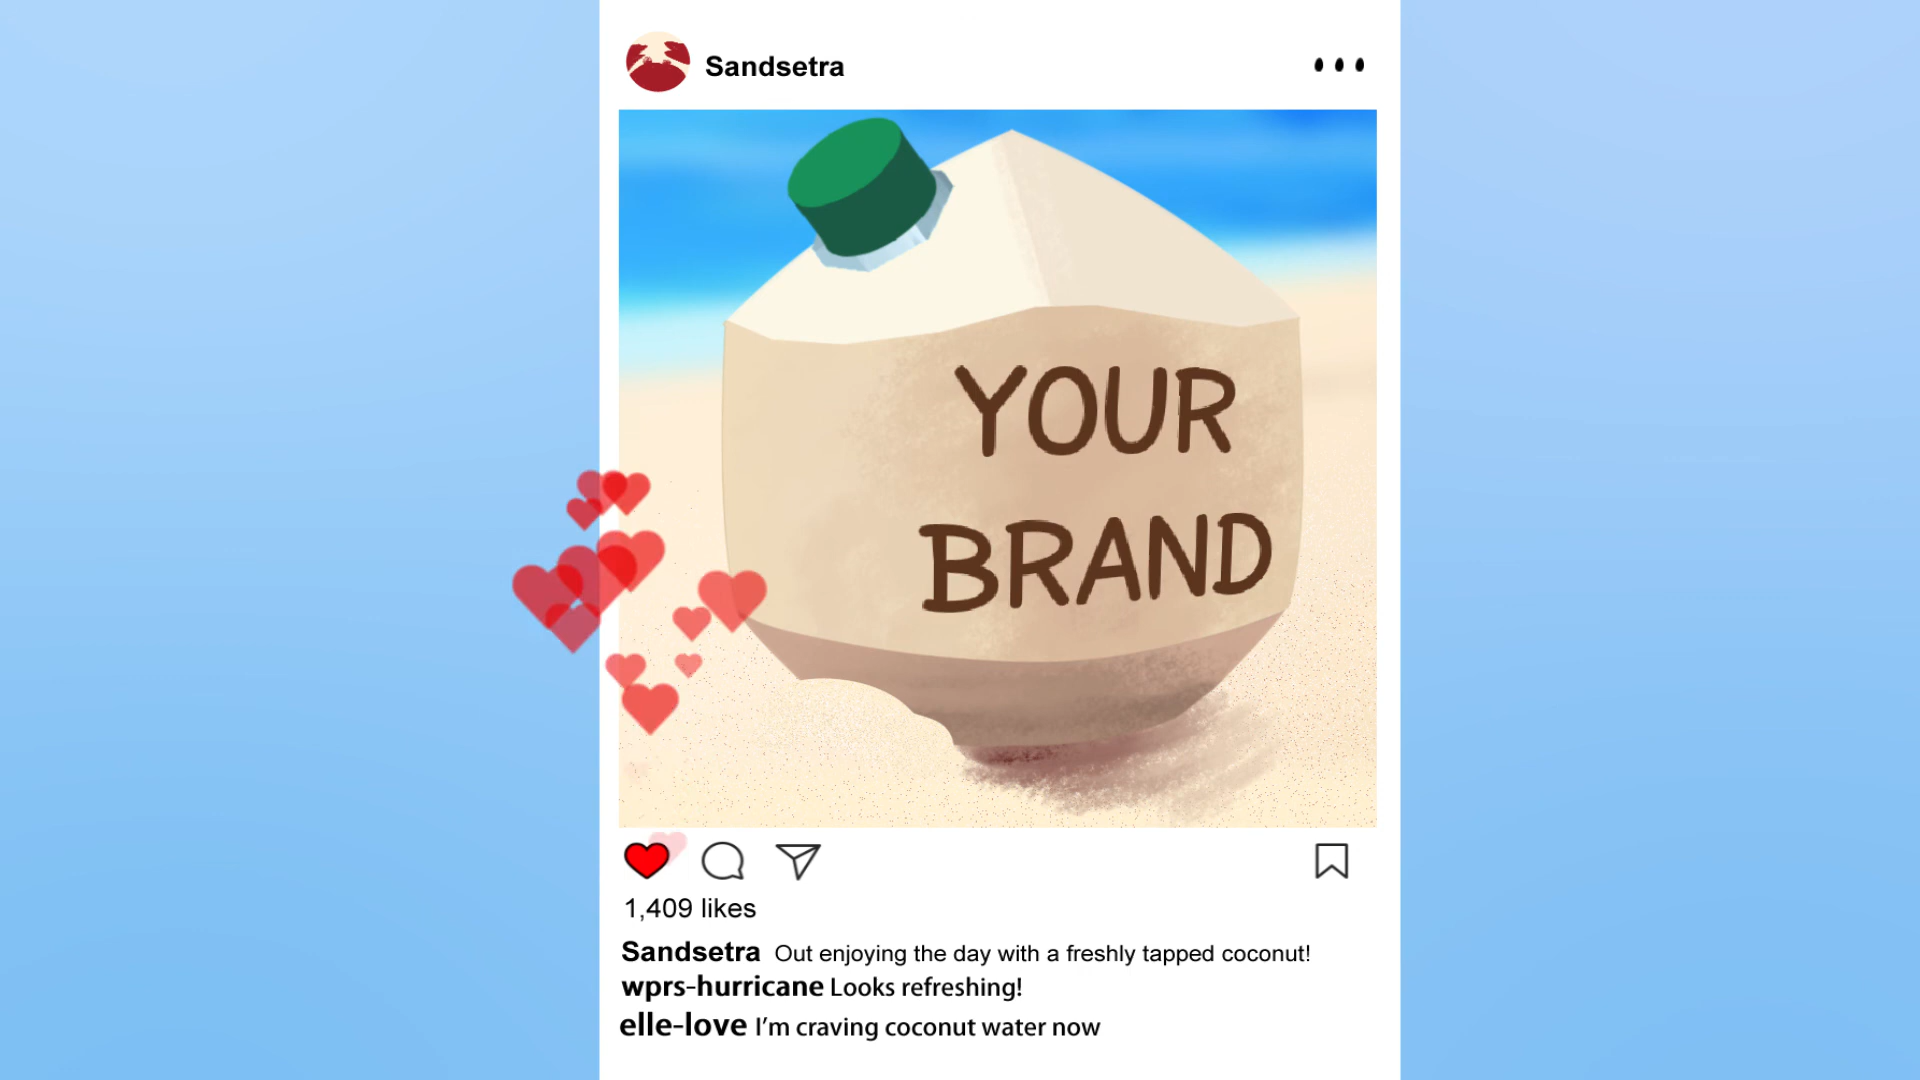 Sandsetra
YOUR
BRAND
1,409 likes
Sandsetra Out enjoying the day with a freshly tapped coconut!
wprs-hurricane Looks refreshing!
elle-love I'm craving coconut water now